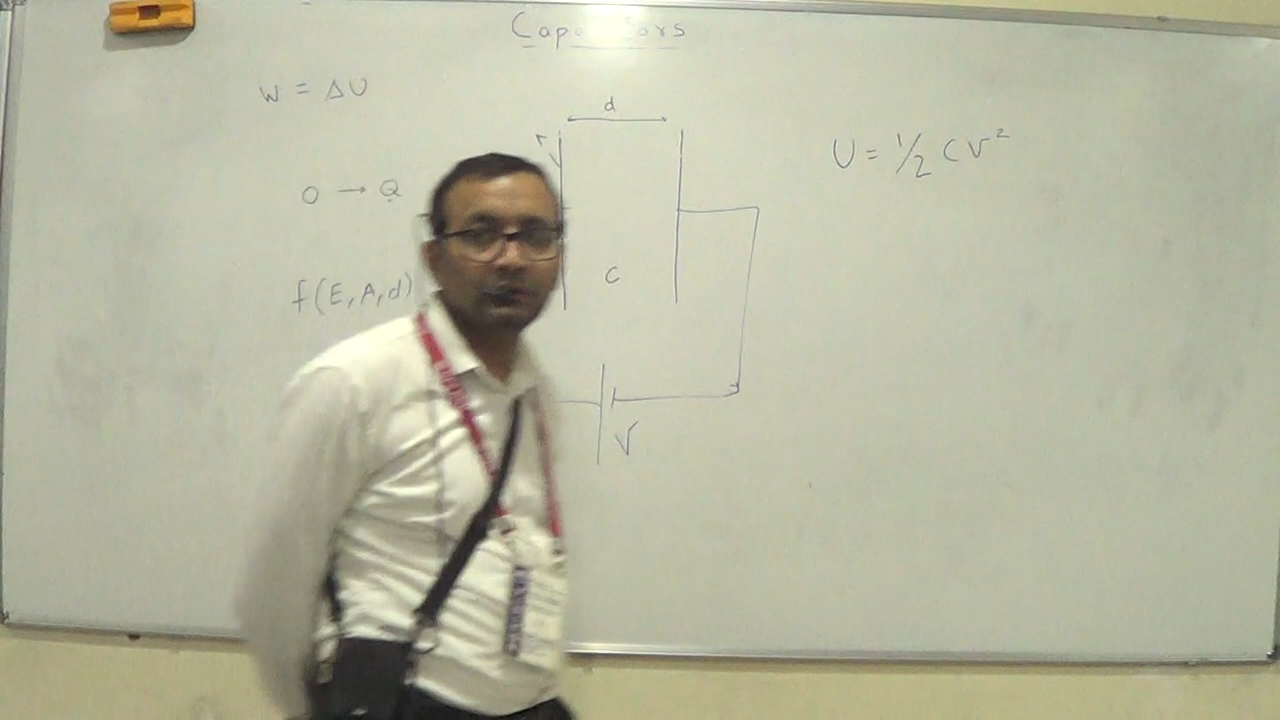 Capacitors
W = ΔU
d
U = 1/2 CV²
0 → Q
C
f(E, A, d)
V